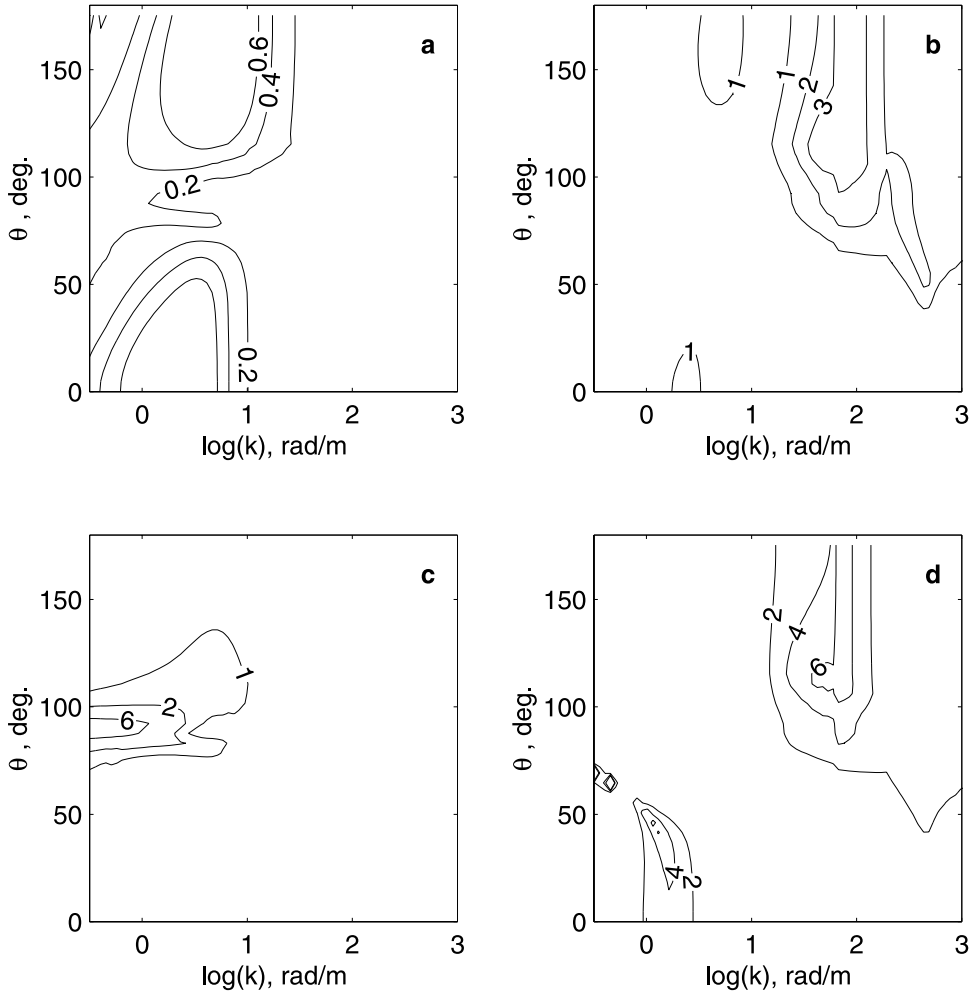 a
150
100
50
0
θ , deg.
0.6
0.4
0.2
0.2
0 1 2 3
log(k), rad/m
b
150
100
50
0
θ , deg.
1
1
2
3
1
0 1 2 3
log(k), rad/m
c
150
100
50
0
θ , deg.
1
2
6
0 1 2 3
log(k), rad/m
d
150
100
50
0
θ , deg.
2
4
6
4
2
0 1 2 3
log(k), rad/m